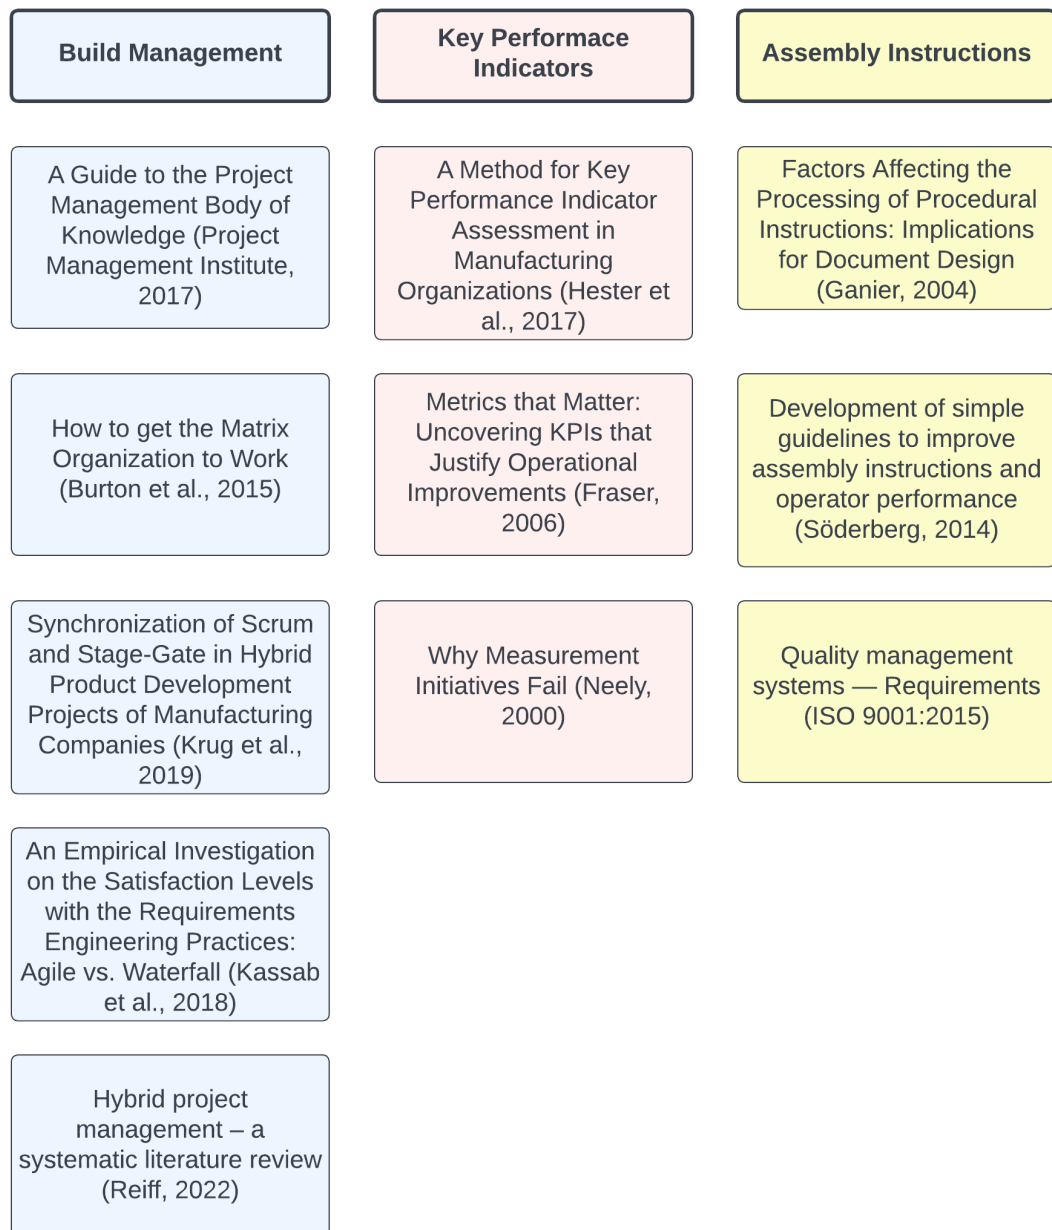 Build Management
Key Performace
Indicators
Assembly Instructions
A Guide to the Project
Management Body of
Knowledge (Project
Management Institute,
2017)
A Method for Key
Performance Indicator
Assessment in
Manufacturing
Organizations (Hester et
al., 2017)
Factors Affecting the
Processing of Procedural
Instructions: Implications
for Document Design
(Ganier, 2004)
How to get the Matrix
Organization to Work
(Burton et al., 2015)
Metrics that Matter:
Uncovering KPIs that
Justify Operational
Improvements (Fraser,
2006)
Development of simple
guidelines to improve
assembly instructions and
operator performance
(Söderberg, 2014)
Synchronization of Scrum
and Stage-Gate in Hybrid
Product Development
Projects of Manufacturing
Companies (Krug et al.,
2019)
Why Measurement
Initiatives Fail (Neely,
2000)
Quality management
systems — Requirements
(ISO 9001:2015)
An Empirical Investigation
on the Satisfaction Levels
with the Requirements
Engineering Practices:
Agile vs. Waterfall (Kassab
et al., 2018)
Hybrid project
management – a
systematic literature review
(Reiff, 2022)